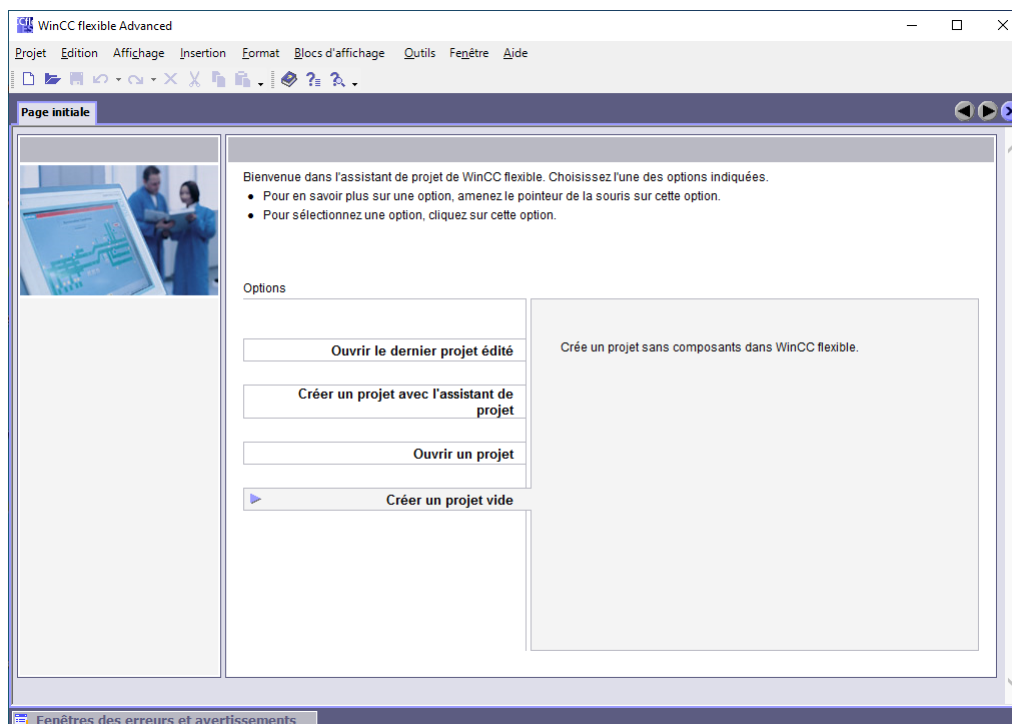 WinCC flexible Advanced
Projet Edition Affichage Insertion Format Blocs d'affichage Outils Fenêtre Aide
Page initiale
Bienvenue dans l'assistant de projet de WinCC flexible. Choisissez l'une des options indiquées.
• Pour en savoir plus sur une option, amenez le pointeur de la souris sur cette option.
• Pour sélectionnez une option, cliquez sur cette option.
Options
Ouvrir le dernier projet édité
Crée un projet sans composants dans WinCC flexible.
Créer un projet avec l'assistant de
projet
Ouvrir un projet
Créer un projet vide
Fenêtres des erreurs et avertissements